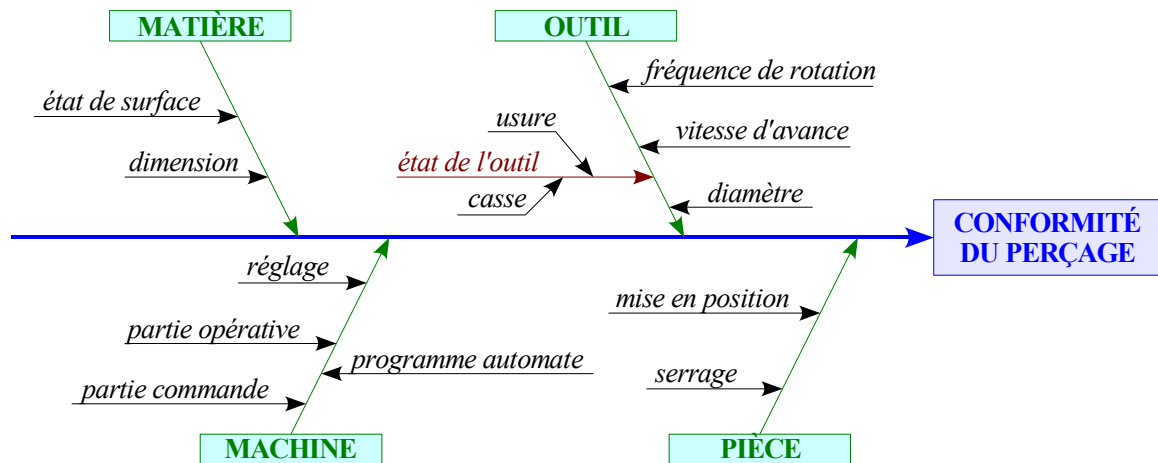 MATIÈRE
OUTIL
fréquence de rotation
état de surface
usure
vitesse d'avance
dimension
état de l'outil
casse
diamètre
CONFORMITÉ
DU PERÇAGE
réglage
mise en position
partie opérative
programme automate
serrage
partie commande
MACHINE
PIÈCE